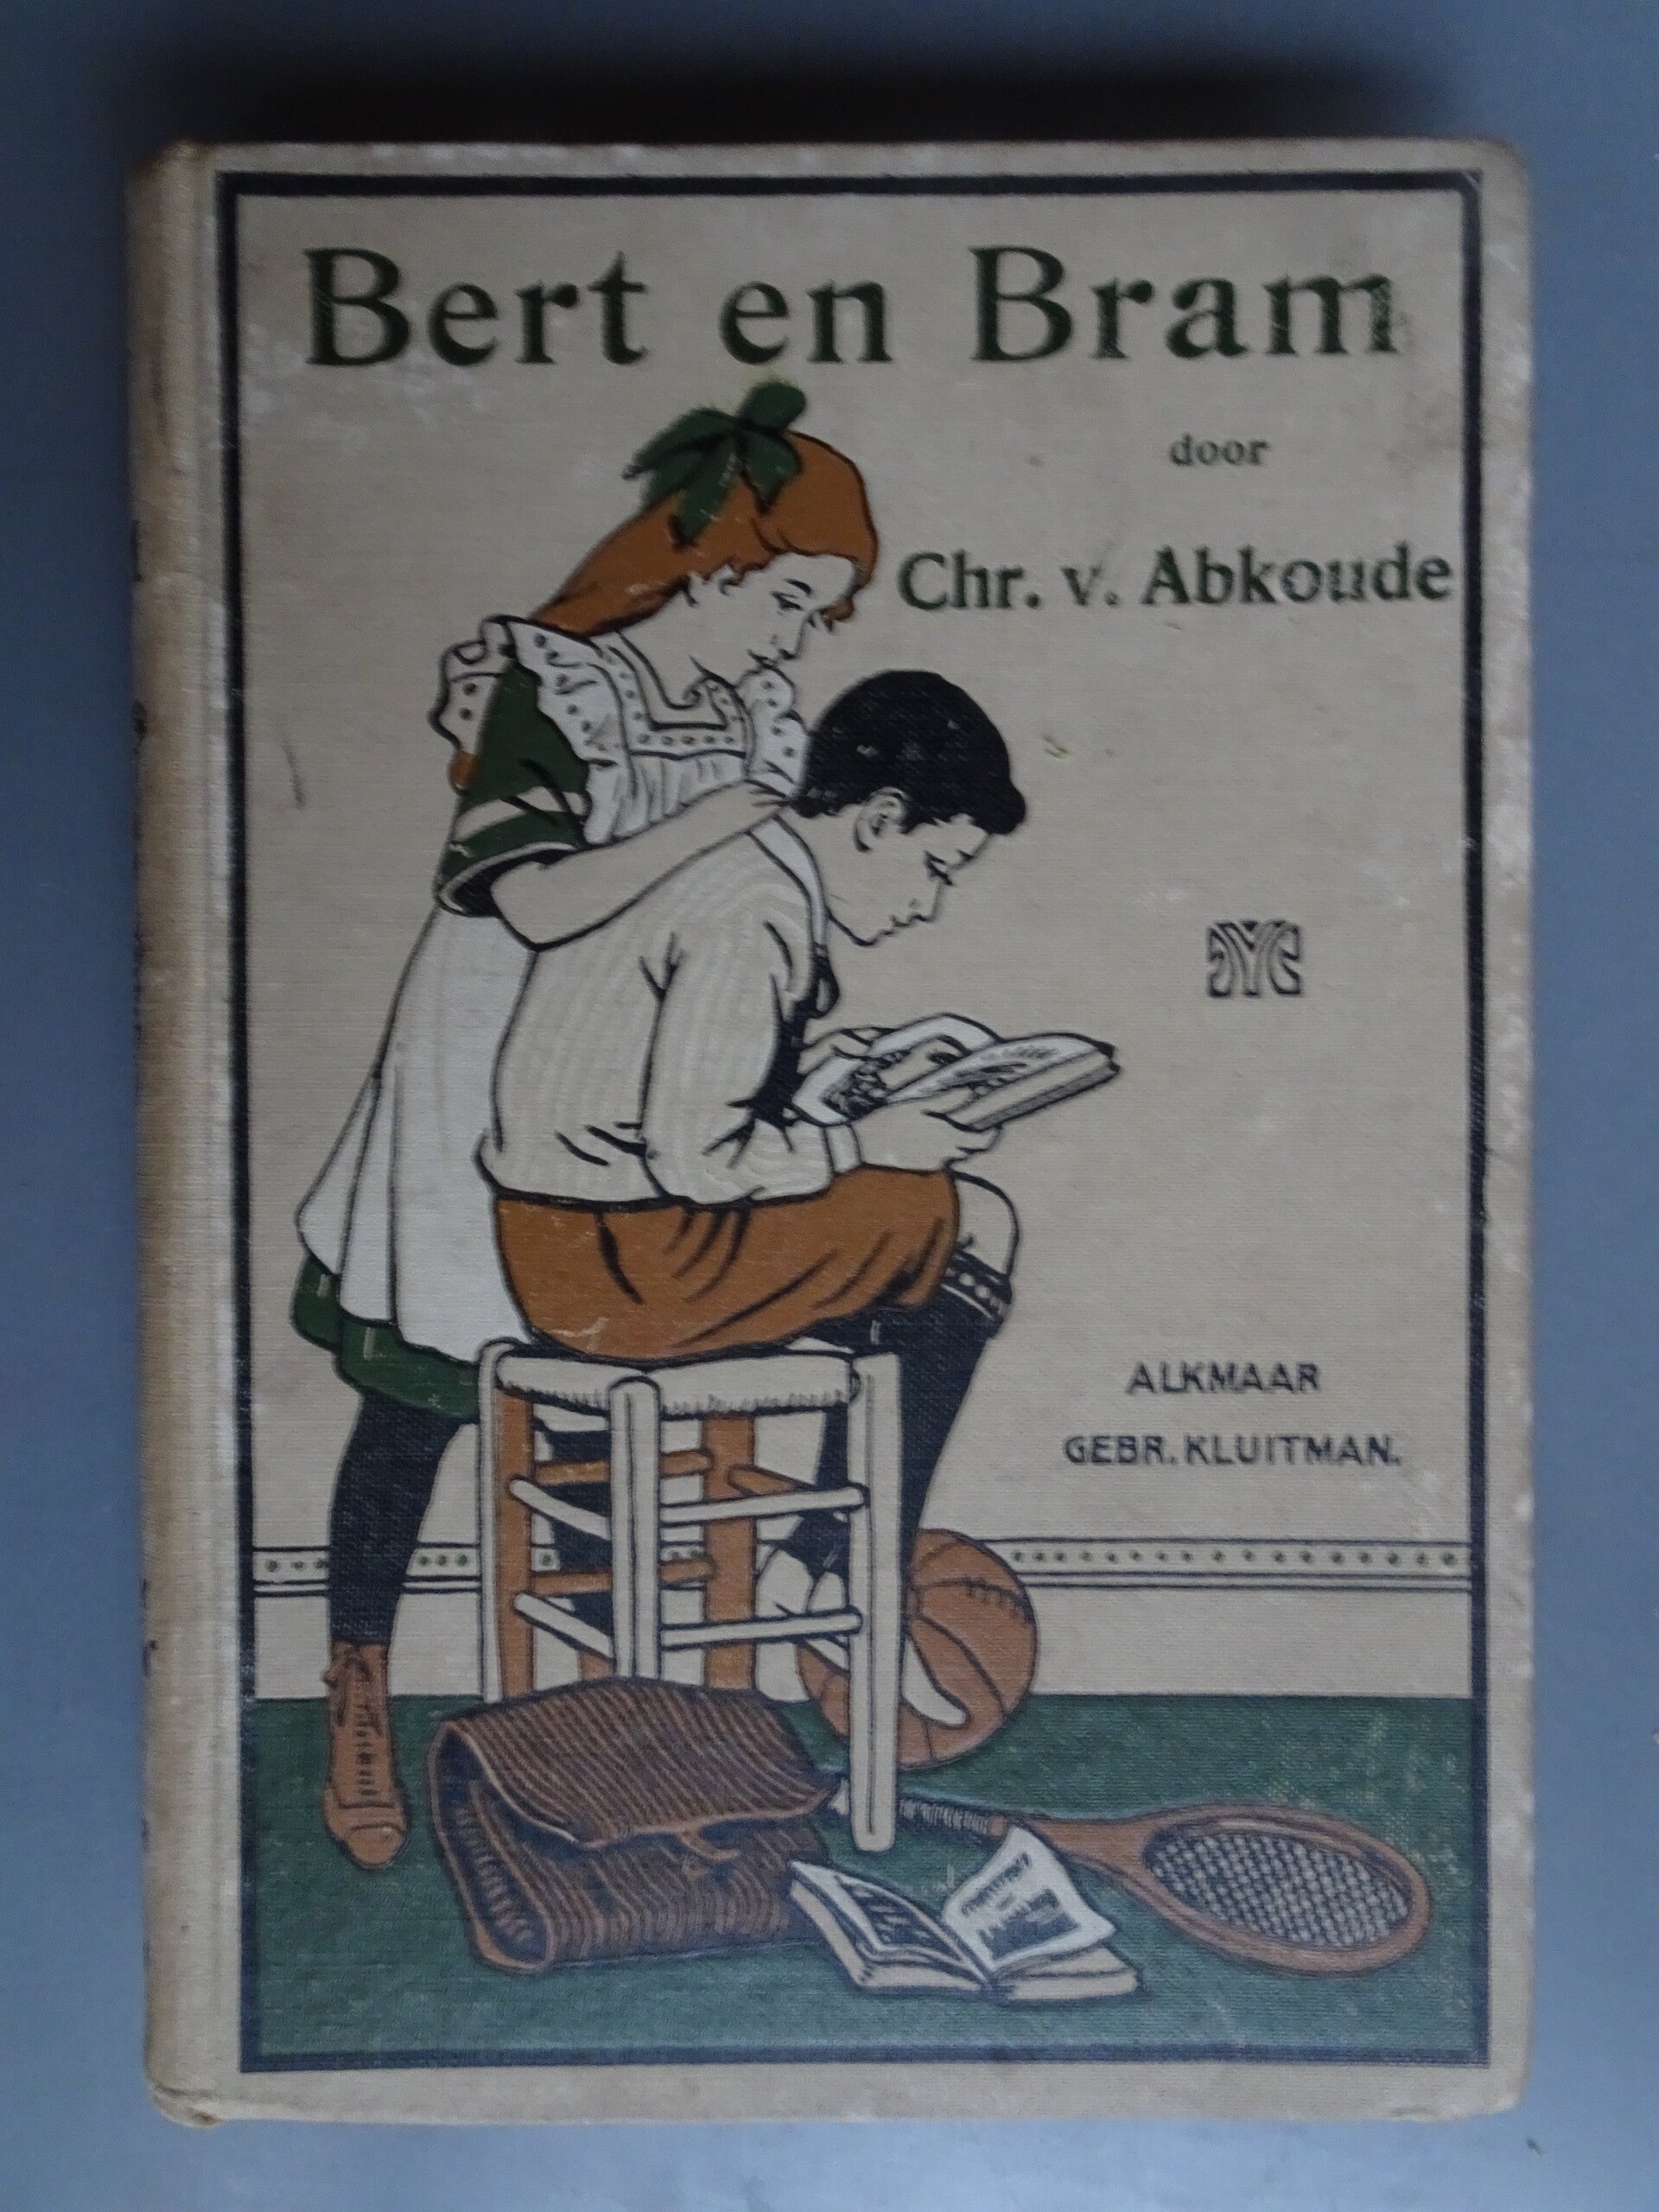 Bert en Bram
door
Chr. v. Abkoude
ALKMAAR
GEBR. KLUITMAN.